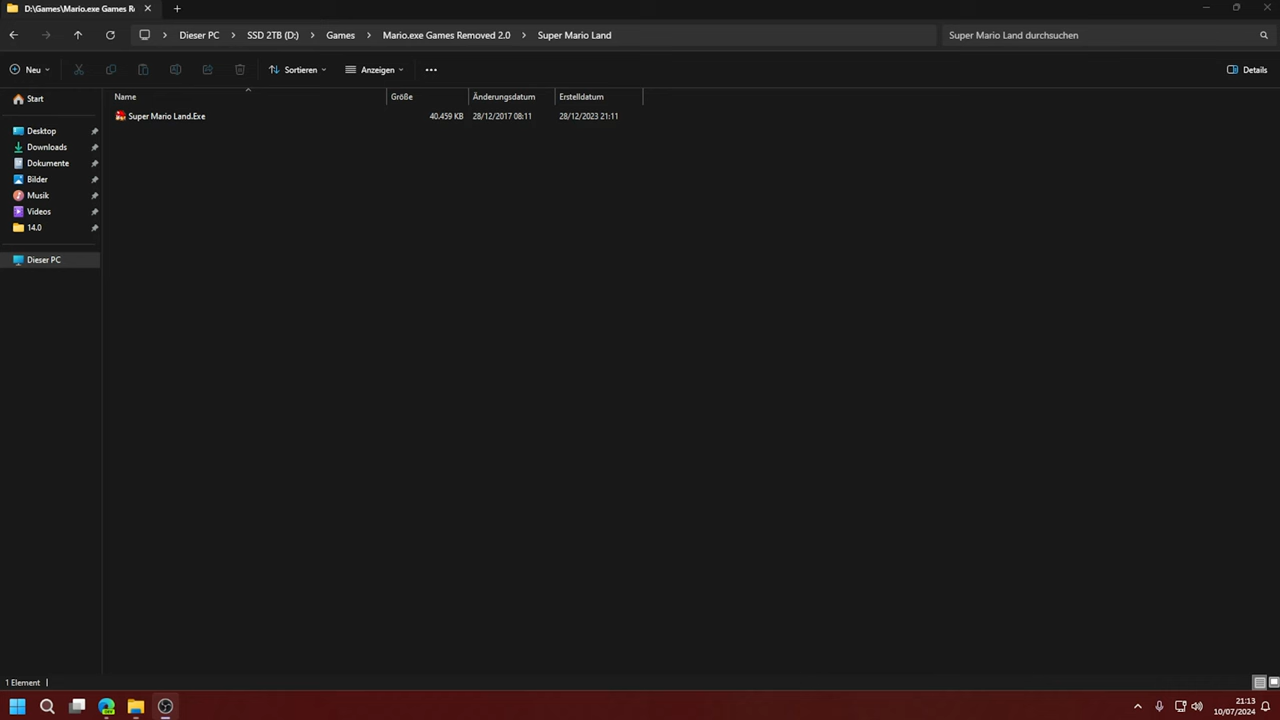 D:\Games\Mario.exe Games Re
Dieser PC > SSD 2TB (D:) > Games > Mario.exe Games Removed 2.0 > Super Mario Land
Super Mario Land durchsuchen
Neu
Sortieren
Anzeigen
Details
Name
Größe
Änderungsdatum
Erstelldatum
Super Mario Land.Exe
40.459 KB
28/12/2017 08:11
28/12/2023 21:11
Start
Desktop
Downloads
Dokumente
Bilder
Musik
Videos
14.0
Dieser PC
1 Element
21:13
10/07/2024